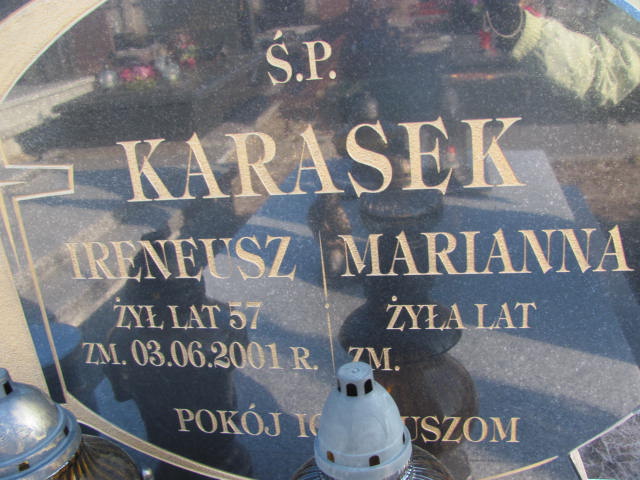 Ś.P.
KARASEK
IRENEUSZ MARIANNA
ŻYŁ LAT 57 ŻYŁA LAT
ZM. 03.06.2001 R. ZM.
POKÓJ